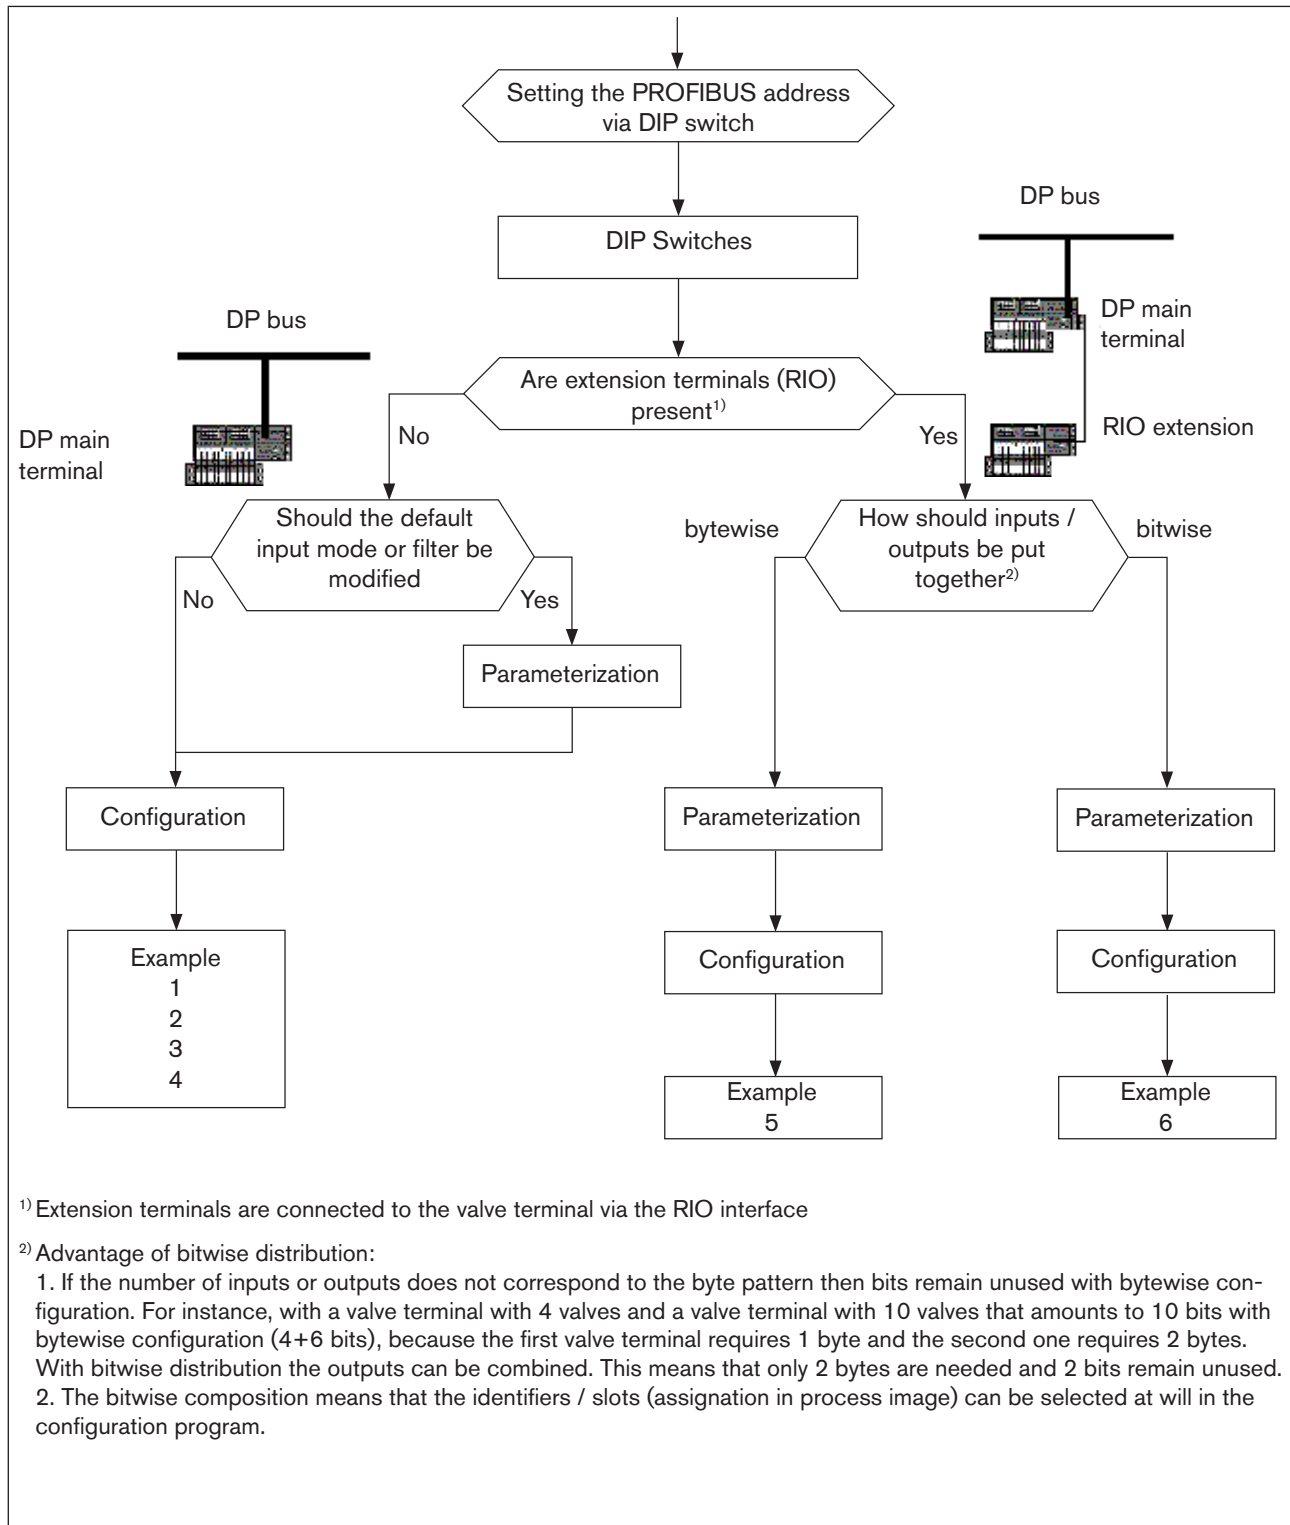 Setting the PROFIBUS address
via DIP switch
DP bus
DIP Switches
DP main
terminal
DP bus
Are extension terminals (RIO)
present1)
No
Yes
RIO extension
DP main
terminal
Should the default
input mode or filter be
modified
bytewise
How should inputs /
outputs be put
together2)
bitwise
No
Yes
Parameterization
Configuration
Parameterization
Parameterization
Example
1
2
3
4
Configuration
Configuration
Example
5
Example
6
1) Extension terminals are connected to the valve terminal via the RIO interface
2) Advantage of bitwise distribution:
1. If the number of inputs or outputs does not correspond to the byte pattern then bits remain unused with bytewise con-
figuration. For instance, with a valve terminal with 4 valves and a valve terminal with 10 valves that amounts to 10 bits with
bytewise configuration (4+6 bits), because the first valve terminal requires 1 byte and the second one requires 2 bytes.
With bitwise distribution the outputs can be combined. This means that only 2 bytes are needed and 2 bits remain unused.
2. The bitwise composition means that the identifiers / slots (assignation in process image) can be selected at will in the
configuration program.